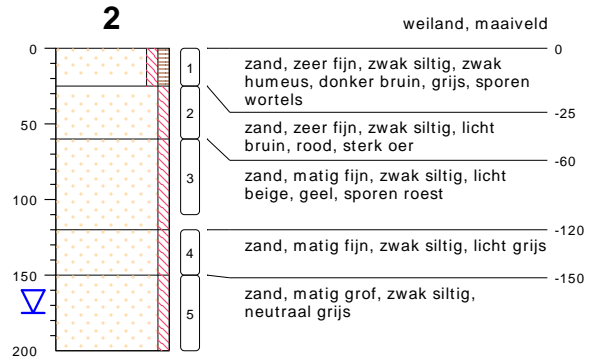 2
weiland, maaiveld
0
0
1
zand, zeer fijn, zwak siltig, zwak
humeus, donker bruin, grijs, sporen
wortels
-25
2
50
zand, zeer fijn, zwak siltig, licht
bruin, rood, sterk oer
-60
3
zand, matig fijn, zwak siltig, licht
beige, geel, sporen roest
100
-120
4
zand, matig fijn, zwak siltig, licht grijs
150
-150
5
zand, matig grof, zwak siltig,
neutraal grijs
200